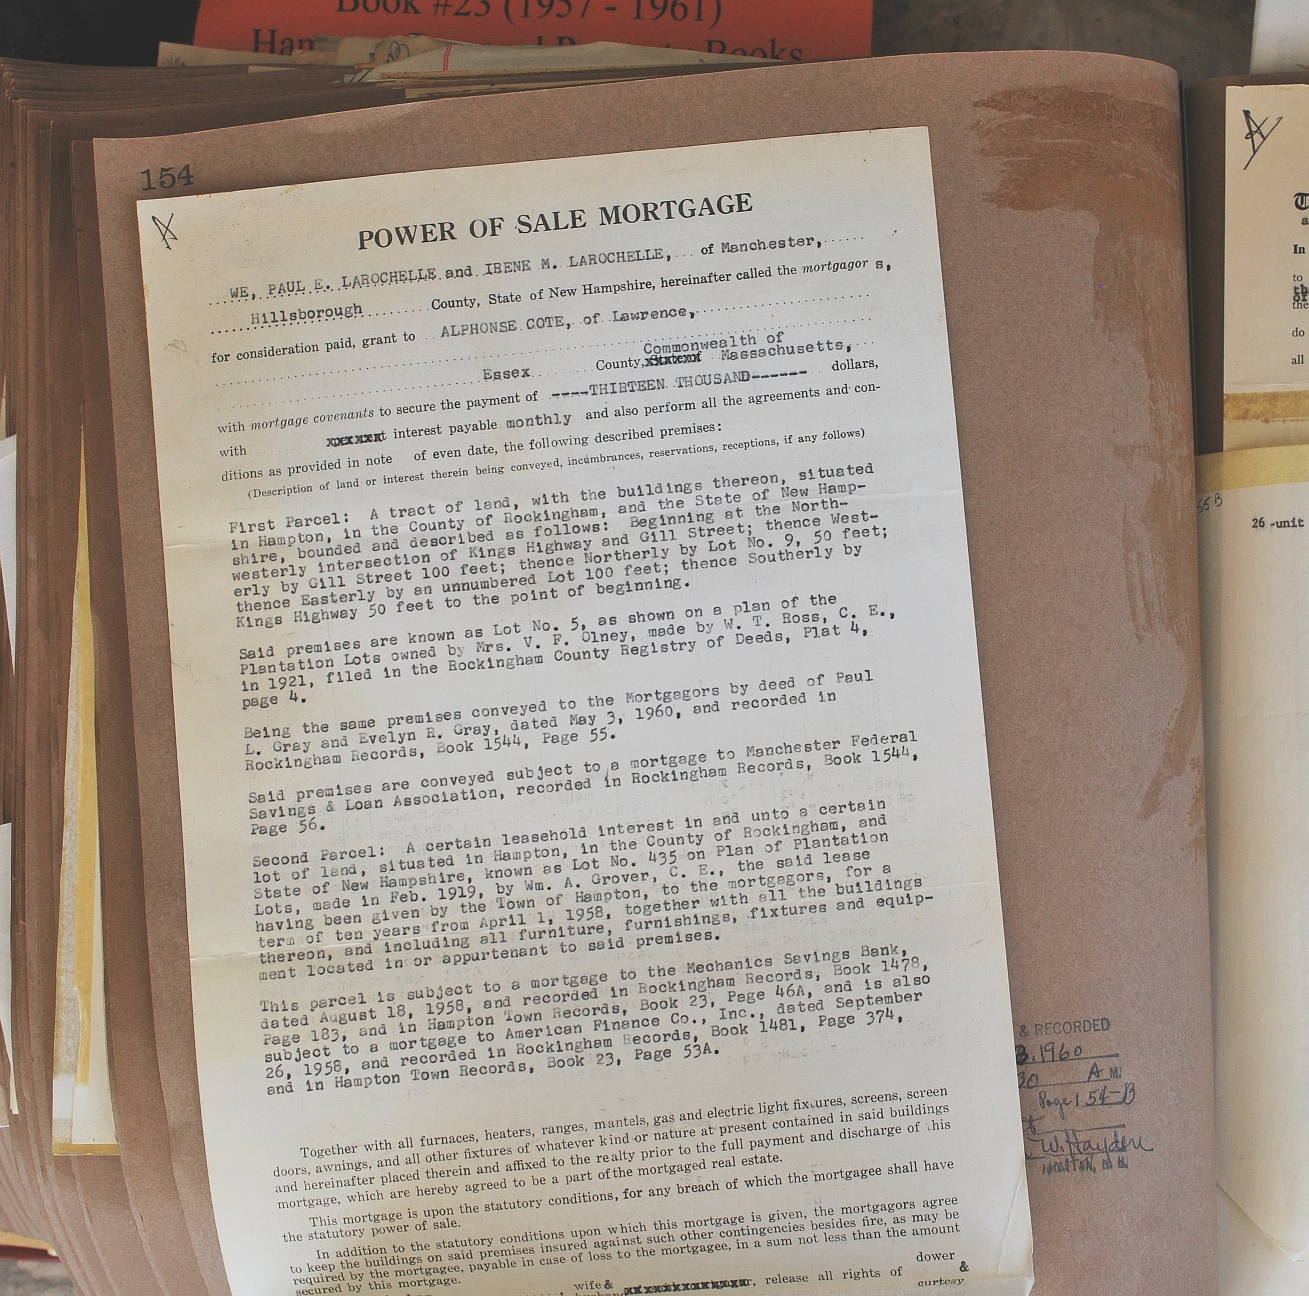 Book #23 (1957 - 1961)
Books
154
POWER OF SALE MORTGAGE
WE, PAUL E. LAROCHELLE and IRENE M. LAROCHELLE, of Manchester,
Hillsborough County, State of New Hampshire, hereinafter called the mortgagor s,
for consideration paid, grant to ALPHONSE COTE, of Lawrence,
Commonwealth of
Essex County, Massachusetts,
with mortgage covenants to secure the payment of ----THIRTEEN THOUSAND------ dollars,
with interest payable monthly and also perform all the agreements and con-
ditions as provided in note of even date, the following described premises:
(Description of land or interest therein being conveyed, incumbrances, reservations, receptions, if any follows)
First Parcel: A tract of land, with the buildings thereon, situated
in Hampton, in the County of Rockingham, and the State of New Hamp-
shire, bounded and described as follows: Beginning at the North-
westerly intersection of Kings Highway and Gill Street; thence West-
erly by Gill Street 100 feet; thence Northerly by Lot No. 9, 50 feet;
thence Easterly by an unnumbered Lot 100 feet; thence Southerly by
Kings Highway 50 feet to the point of beginning.
Said premises are known as Lot No. 5, as shown on a plan of the
Plantation Lots owned by Mrs. V. F. Olney, made by W. T. Ross, C. E.,
in 1921, filed in the Rockingham County Registry of Deeds, Plat 4,
page 4.
Being the same premises conveyed to the Mortgagors by deed of Paul
L. Gray and Evelyn R. Gray, dated May 3, 1960, and recorded in
Rockingham Records, Book 1544, Page 55.
Said premises are conveyed subject to a mortgage to Manchester Federal
Savings & Loan Association, recorded in Rockingham Records, Book 1544,
Page 56.
Second Parcel: A certain leasehold interest in and unto a certain
lot of land, situated in Hampton, in the County of Rockingham, and
State of New Hampshire, known as Lot No. 435 on Plan of Plantation
Lots, made in Feb. 1919, by Wm. A. Grover, C. E., the said lease
having been given by the Town of Hampton, to the mortgagors, for a
term of ten years from April 1, 1958, together with all the buildings
thereon, and including all furniture, furnishings, fixtures and equip-
ment located in or appurtenant to said premises.
This parcel is subject to a mortgage to the Mechanics Savings Bank,
dated August 18, 1958, and recorded in Rockingham Records, Book 1478,
Page 183, and in Hampton Town Records, Book 23, Page 46A, and is also
subject to a mortgage to American Finance Co., Inc., dated September
26, 1958, and recorded in Rockingham Records, Book 1481, Page 374,
and in Hampton Town Records, Book 23, Page 53A.
Together with all furnaces, heaters, ranges, mantels, gas and electric light fixtures, screens, screen
doors, awnings, and all other fixtures of whatever kind or nature at present contained in said buildings
and hereinafter placed therein and affixed to the realty prior to the full payment and discharge of this
mortgage, which are hereby agreed to be a part of the mortgaged real estate.
This mortgage is upon the statutory conditions, for any breach of which the mortgagee shall have
the statutory power of sale.
In addition to the statutory conditions upon which this mortgage is given, the mortgagors agree
to keep the buildings on said premises insured against such other contingencies besides fire, as may be
required by the mortgagee, payable in case of loss to the mortgagee, in a sum not less than the amount
secured by this mortgage.
dower
wife & release all rights of &
curtesy
& RECORDED
3, 1960
30 A M.
Page 154-B
W. Hayden
HAMPTON, N. H.
In
to
the
do
all
55 B
26 -unit